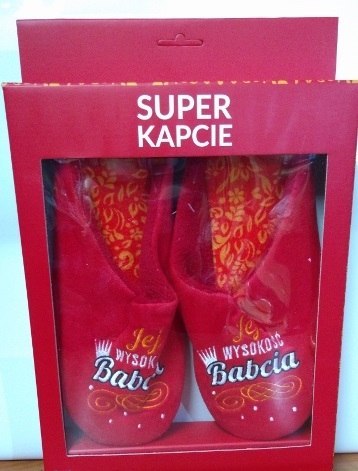 SUPER
KAPCIE
Jej
WYSOKOŚĆ
Babcia
Jej
WYSOKOŚĆ
Babcia